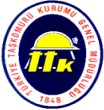 TÜRKİYE TAŞKÖMÜRÜ KURUMU GENEL MÜDÜRLÜĞÜ
TTK
1848